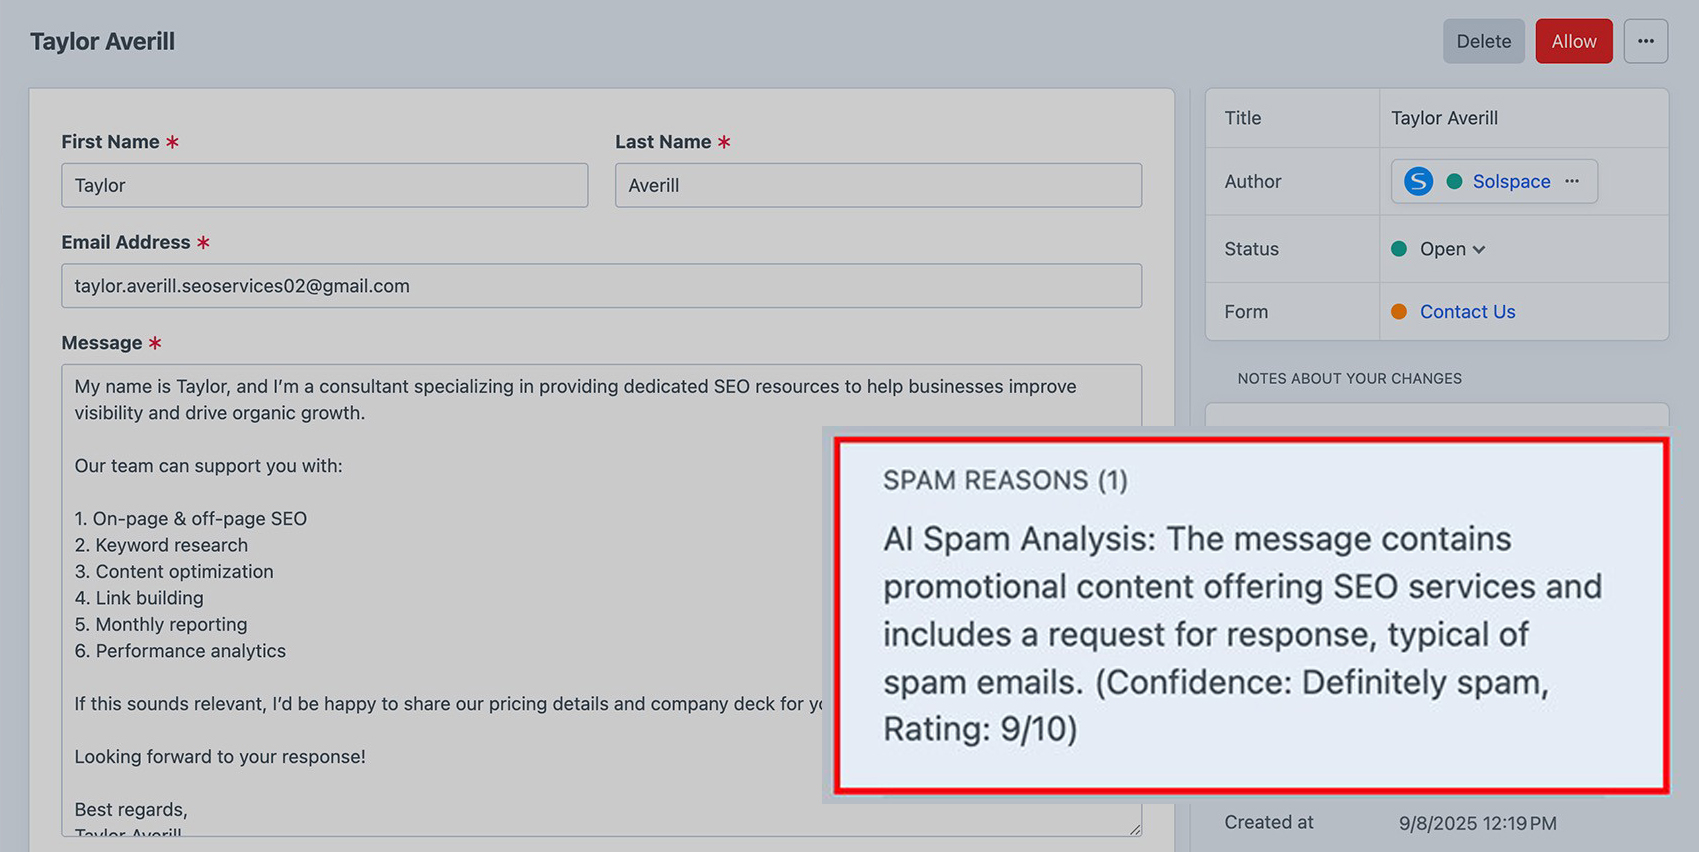 Taylor Averill
Delete
Allow
First Name *
Last Name *
Taylor
Averill
Email Address *
taylor.averill.seoservices02@gmail.com
Message *
My name is Taylor, and I'm a consultant specializing in providing dedicated SEO resources to help businesses improve
visibility and drive organic growth.
Our team can support you with:
1. On-page & off-page SEO
2. Keyword research
3. Content optimization
4. Link building
5. Monthly reporting
6. Performance analytics
If this sounds relevant, I'd be happy to share our pricing details and company deck for
Looking forward to your response!
Best regards,
Taylor Averill
Title
Taylor Averill
Author
S
Solspace
Status
Open
Form
Contact Us
NOTES ABOUT YOUR CHANGES
SPAM REASONS (1)
AI Spam Analysis: The message contains
promotional content offering SEO services and
includes a request for response, typical of
spam emails. (Confidence: Definitely spam,
Rating: 9/10)
Created at
9/8/2025 12:19 PM